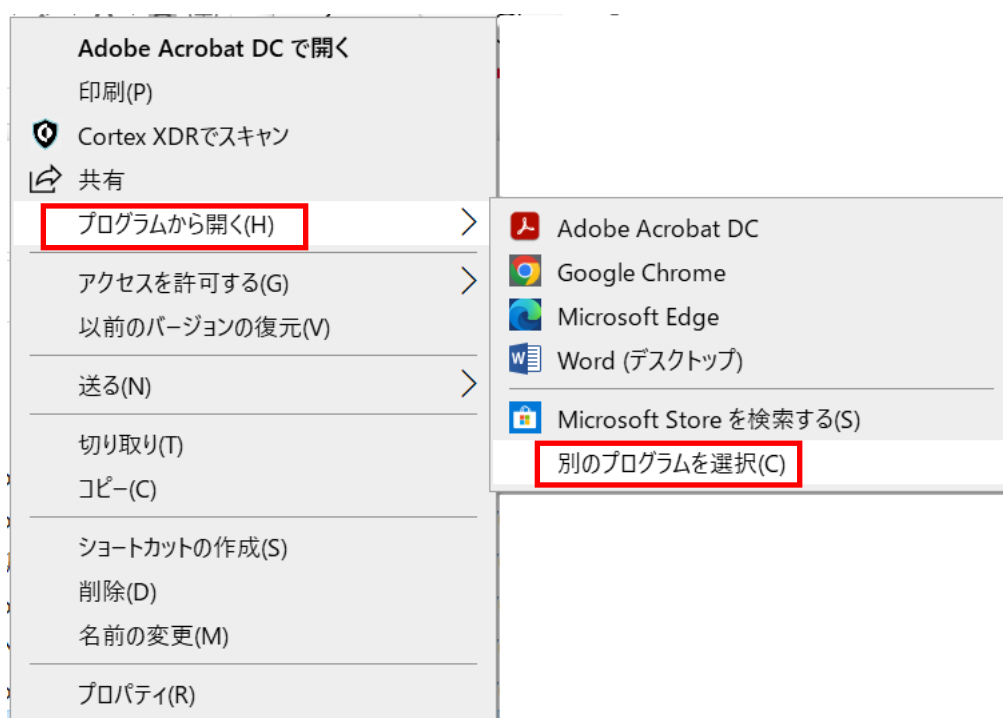 Adobe Acrobat DC で開く
印刷(P)
Cortex XDRでスキャン
共有
プログラムから開く(H)
アクセスを許可する(G)
以前のバージョンの復元(V)
送る(N)
切り取り(T)
コピー(C)
ショートカットの作成(S)
削除(D)
名前の変更(M)
プロパティ(R)
Adobe Acrobat DC
Google Chrome
Microsoft Edge
Word (デスクトップ)
Microsoft Store を検索する(S)
別のプログラムを選択(C)